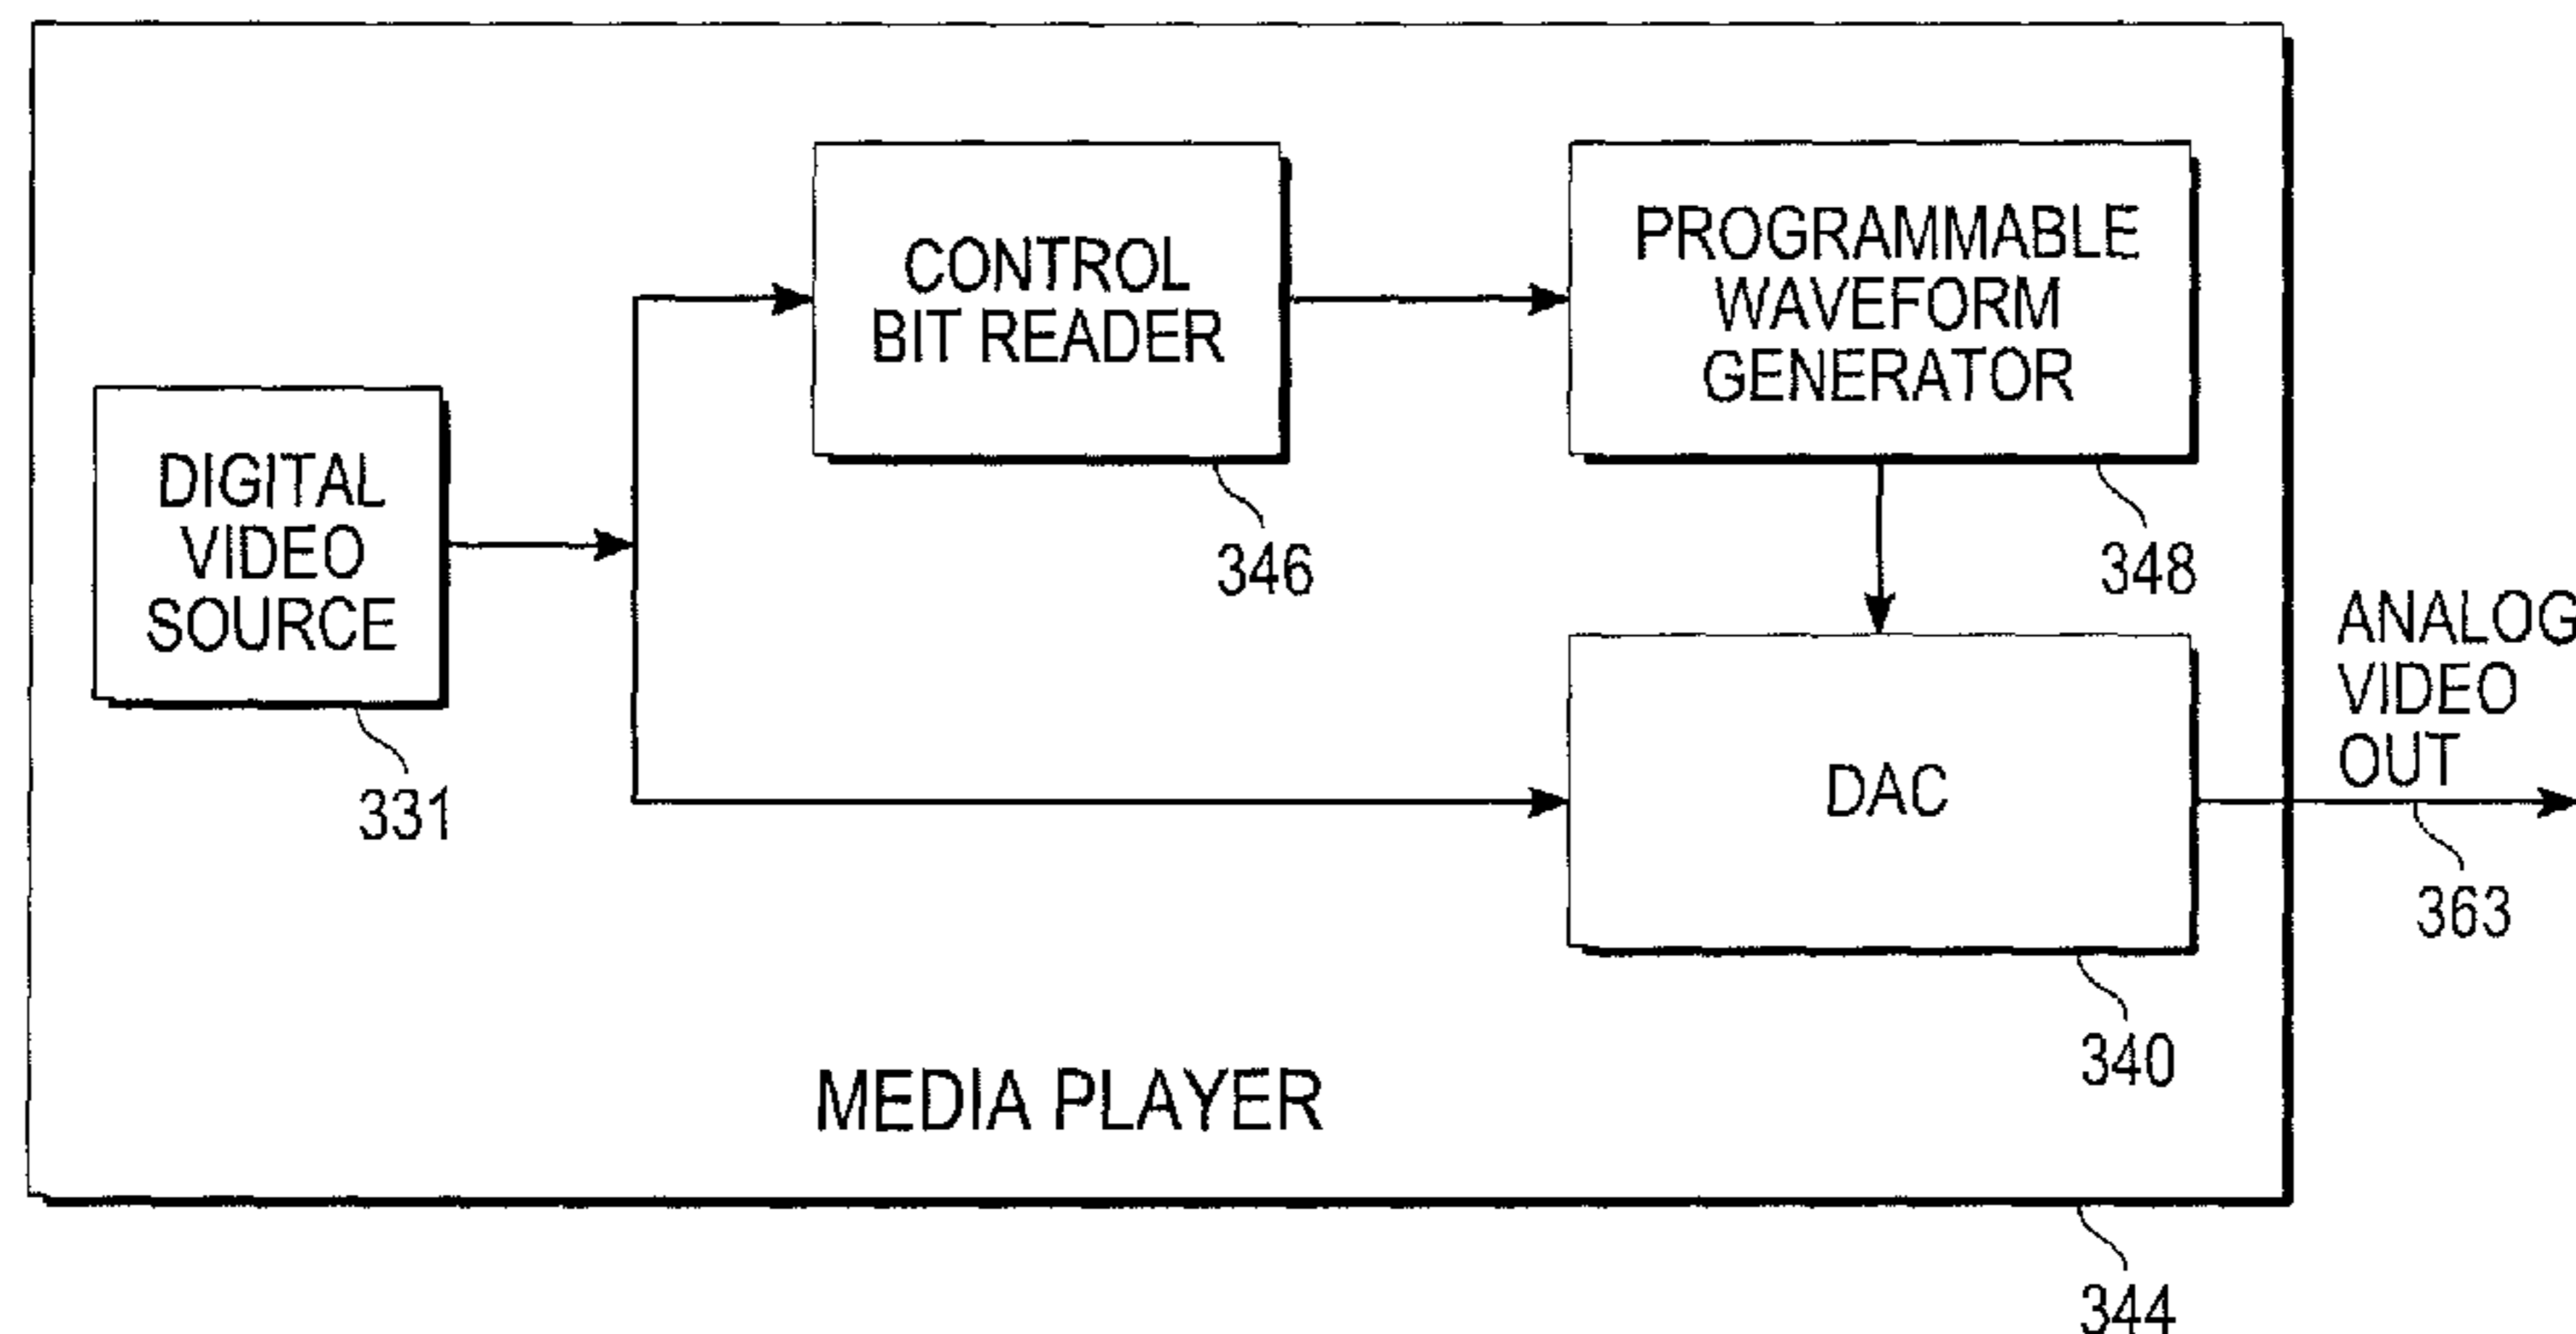 DIGITAL
VIDEO
SOURCE
331
CONTROL
BIT READER
346
PROGRAMMABLE
WAVEFORM
GENERATOR
348
DAC
340
ANALOG
VIDEO
OUT
363
MEDIA PLAYER
344